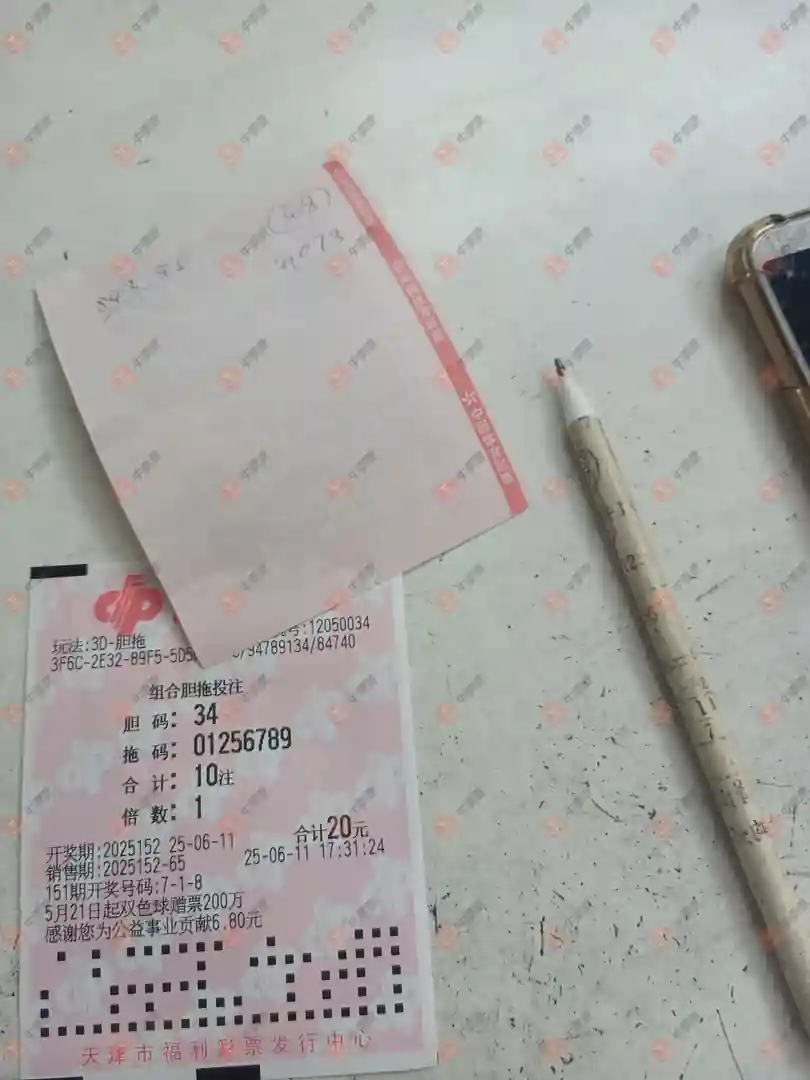 玩法:3D-胆拖
号:12050034
3F6C-2E32-89F5-5D5
/94789134/64740
组合胆拖投注
胆 码: 34
拖 码: 01256789
合 计: 10注
倍 数: 1
合计20元
开奖期:2025152 25-06-11
销售期:2025152-65
25-06-11 17:31:24
151期开奖号码:7-1-8
5月21日起双色球赠票200万
感谢您为公益事业贡献6.80元
天津市福利彩票发行中心